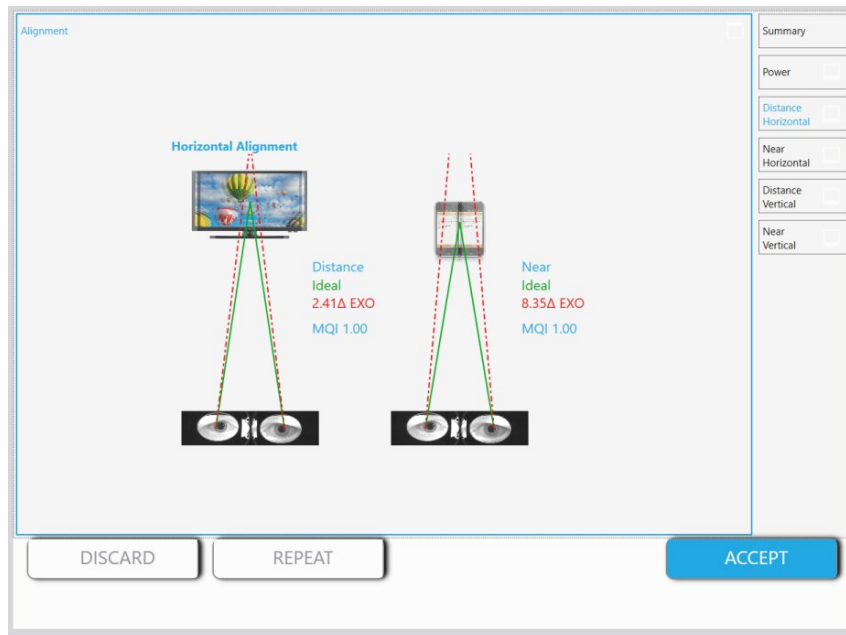 Alignment
Horizontal Alignment
Distance
Ideal
2.41Δ EXO
MQI 1.00
Near
Ideal
8.35Δ EXO
MQI 1.00
Summary
Power
Distance
Horizontal
Near
Horizontal
Distance
Vertical
Near
Vertical
DISCARD
REPEAT
ACCEPT